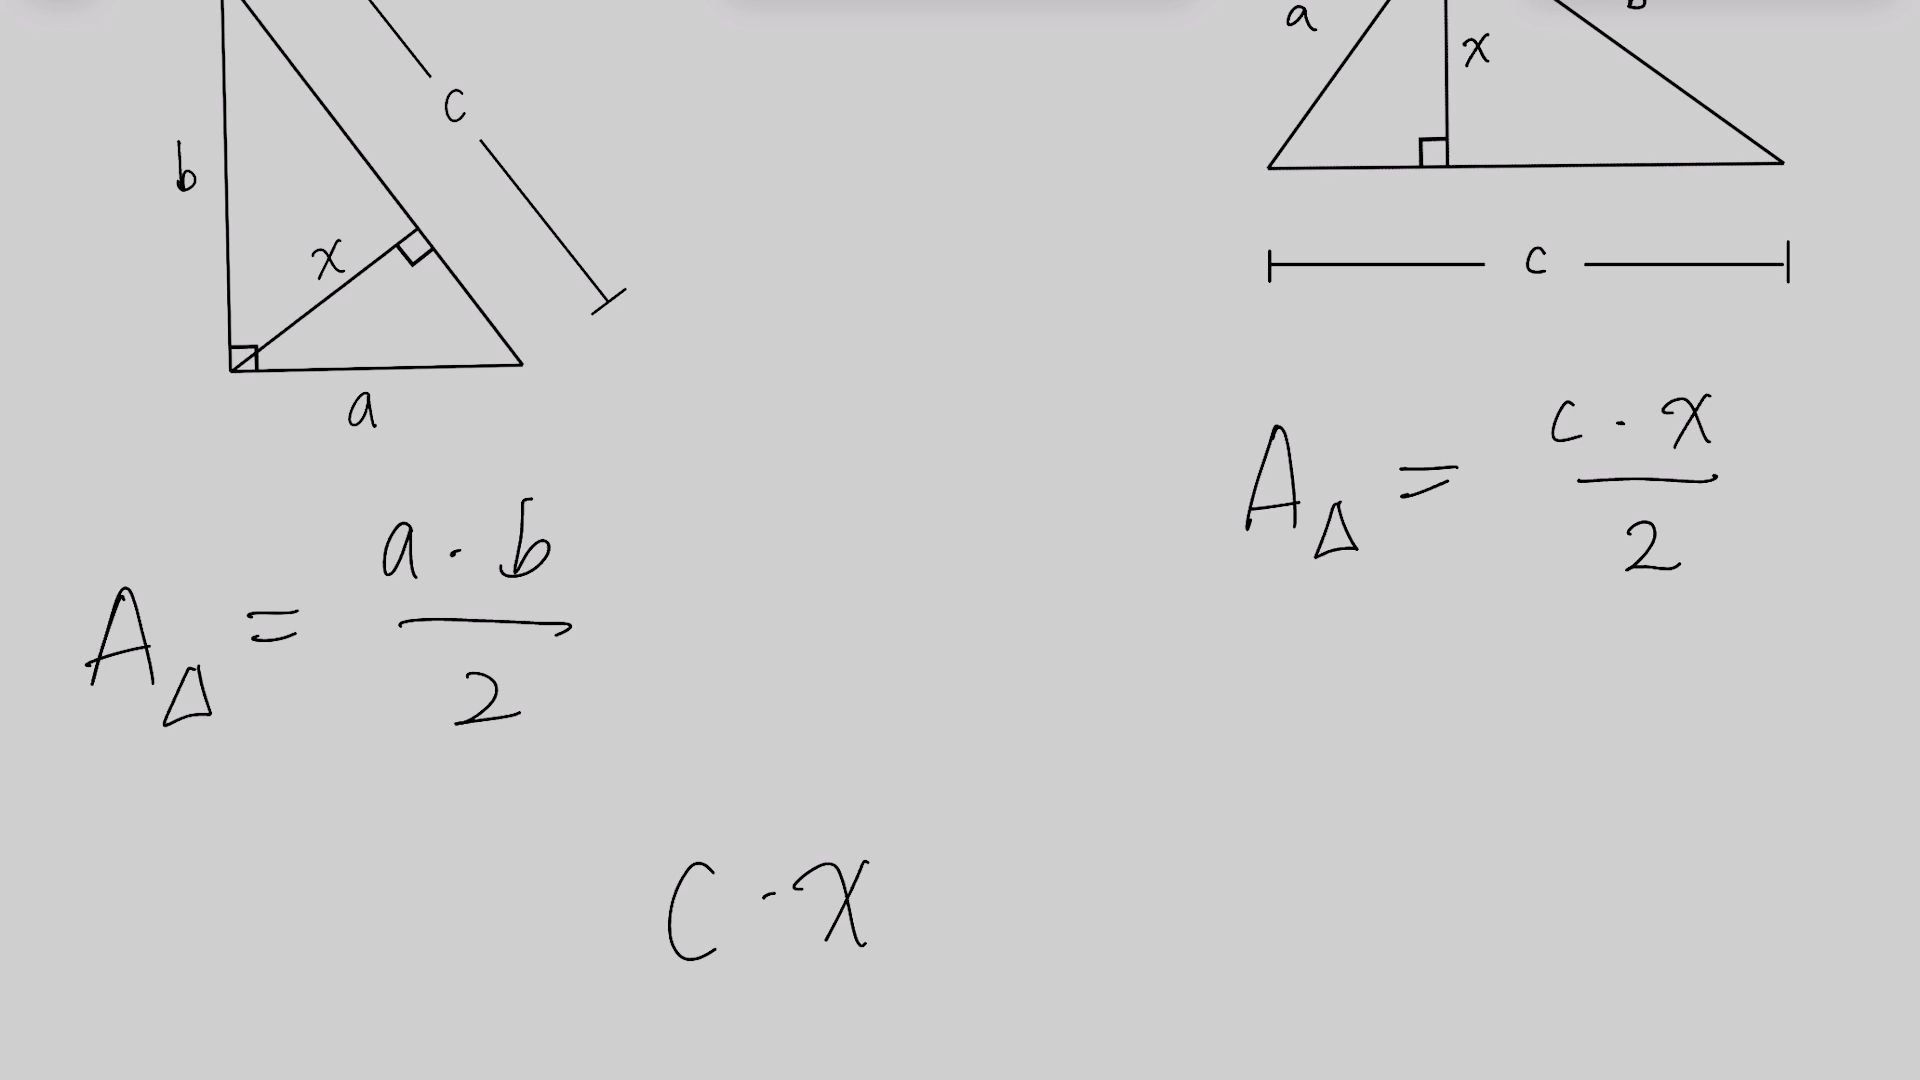 a
b
x
c
b
x
a
c
A△ = a · b / 2
A△ = c · x / 2
C · x